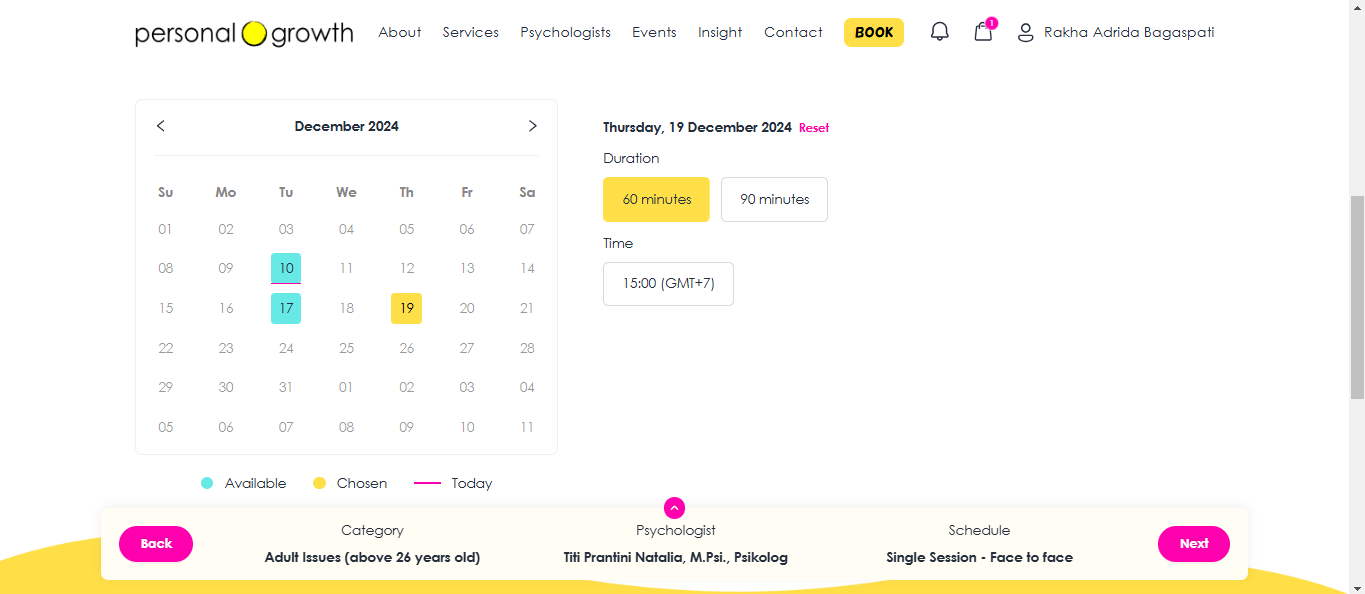 personal growth About Services Psychologists Events Insight Contact BOOK 1 Rakha Adrida Bagaspati
December 2024
Su Mo Tu We Th Fr Sa
01 02 03 04 05 06 07
08 09 10 11 12 13 14
15 16 17 18 19 20 21
22 23 24 25 26 27 28
29 30 31 01 02 03 04
05 06 07 08 09 10 11
Available Chosen Today
Thursday, 19 December 2024 Reset
Duration
60 minutes 90 minutes
Time
15:00 (GMT+7)
Back
Category
Adult Issues (above 26 years old)
Psychologist
Titi Prantini Natalia, M.Psi., Psikolog
Schedule
Single Session - Face to face
Next